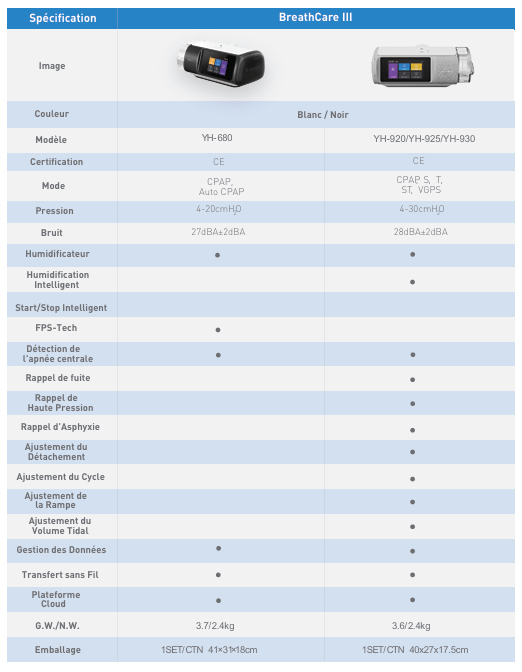 Spécification
BreathCare III
Image
Couleur
Blanc / Noir
Modèle
YH-680
YH-920/YH-925/YH-930
Certification
CE
CE
Mode
CPAP,
Auto CPAP
CPAP, S, T,
ST, VGPS
Pression
4-20cmH₂O
4-30cmH₂O
Bruit
27dBA±2dBA
28dBA±2dBA
Humidificateur
● ●
Humidification
Intelligent
●
Start/Stop Intelligent
FPS-Tech
●
Détection de
l'apnée centrale
● ●
Rappel de fuite
●
Rappel de
Haute Pression
●
Rappel d'Asphyxie
●
Ajustement du
Détachement
●
Ajustement du Cycle
●
Ajustement de
la Rampe
●
Ajustement du
Volume Tidal
●
Gestion des Données
● ●
Transfert sans Fil
● ●
Plateforme
Cloud
● ●
G.W./N.W.
3.7/2.4kg
3.6/2.4kg
Emballage
1SET/CTN 41×31×18cm
1SET/CTN 40x27x17.5cm